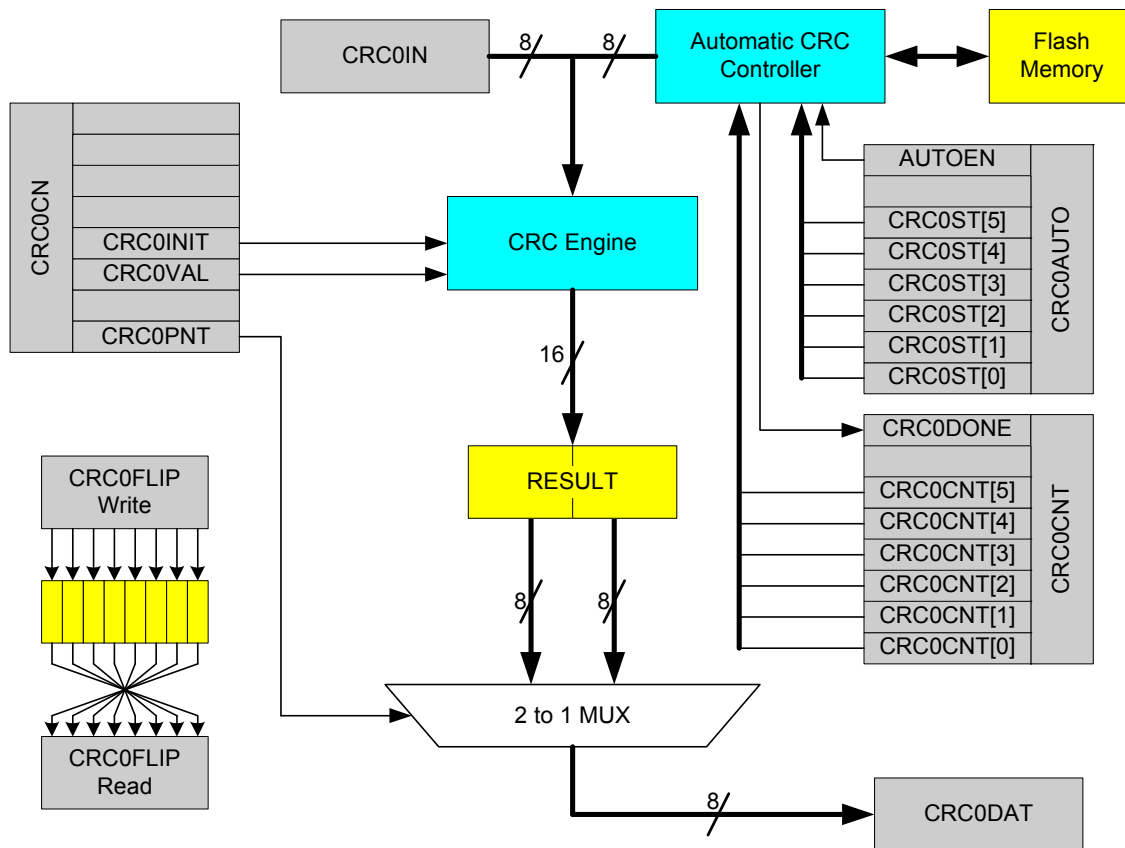 CRC0IN
8
8
Automatic CRC
Controller
Flash
Memory
CRC0CN
CRC0INIT
CRC0VAL
CRC0PNT
CRC Engine
AUTOEN
CRC0ST[5]
CRC0ST[4]
CRC0ST[3]
CRC0ST[2]
CRC0ST[1]
CRC0ST[0]
CRC0AUTO
16
CRC0DONE
CRC0CNT[5]
CRC0CNT[4]
CRC0CNT[3]
CRC0CNT[2]
CRC0CNT[1]
CRC0CNT[0]
CRC0CNT
CRC0FLIP
Write
RESULT
8
8
2 to 1 MUX
CRC0FLIP
Read
8
CRC0DAT